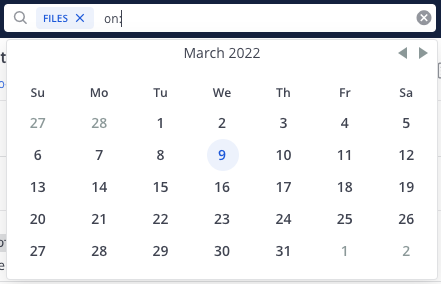 FILES on:
March 2022
Su Mo Tu We Th Fr Sa
27 28 1 2 3 4 5
6 7 8 9 10 11 12
13 14 15 16 17 18 19
20 21 22 23 24 25 26
27 28 29 30 31 1 2